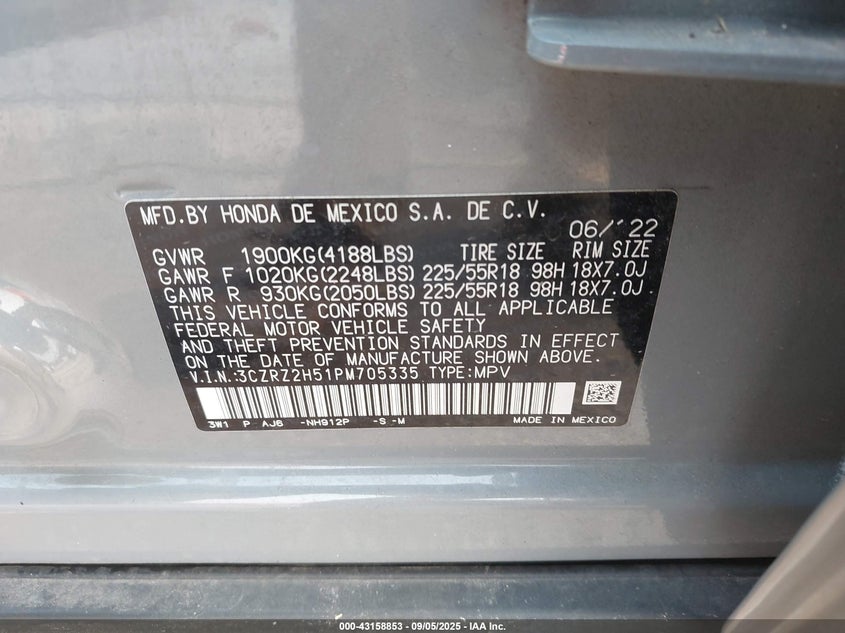 MFD.BY HONDA DE MEXICO S.A. DE C.V.
06/'22
GVWR 1900KG(4188LBS) TIRE SIZE RIM SIZE
GAWR F 1020KG(2248LBS) 225/55R18 98H 18X7.0J
GAWR R 930KG(2050LBS) 225/55R18 98H 18X7.0J
THIS VEHICLE CONFORMS TO ALL APPLICABLE
FEDERAL MOTOR VEHICLE SAFETY
AND THEFT PREVENTION STANDARDS IN EFFECT
ON THE DATE OF MANUFACTURE SHOWN ABOVE.
V.I.N.:3CZRZ2H51PM705335 TYPE:MPV
3W1 P AJ6 -NH912P -S -M MADE IN MEXICO
000-43158853 - 09/05/2025 - IAA Inc.